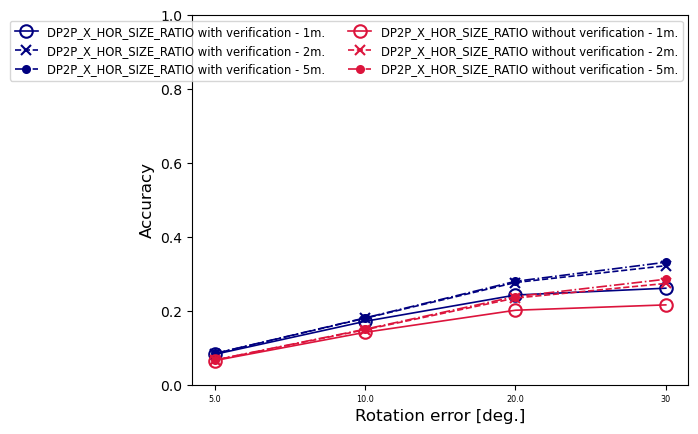 1.0
DP2P_X_HOR_SIZE_RATIO with verification - 1m.
DP2P_X_HOR_SIZE_RATIO with verification - 2m.
DP2P_X_HOR_SIZE_RATIO with verification - 5m.
DP2P_X_HOR_SIZE_RATIO without verification - 1m.
DP2P_X_HOR_SIZE_RATIO without verification - 2m.
DP2P_X_HOR_SIZE_RATIO without verification - 5m.
0.8
0.6
0.4
0.2
0.0
Accuracy
5.0 10.0 20.0 30
Rotation error [deg.]